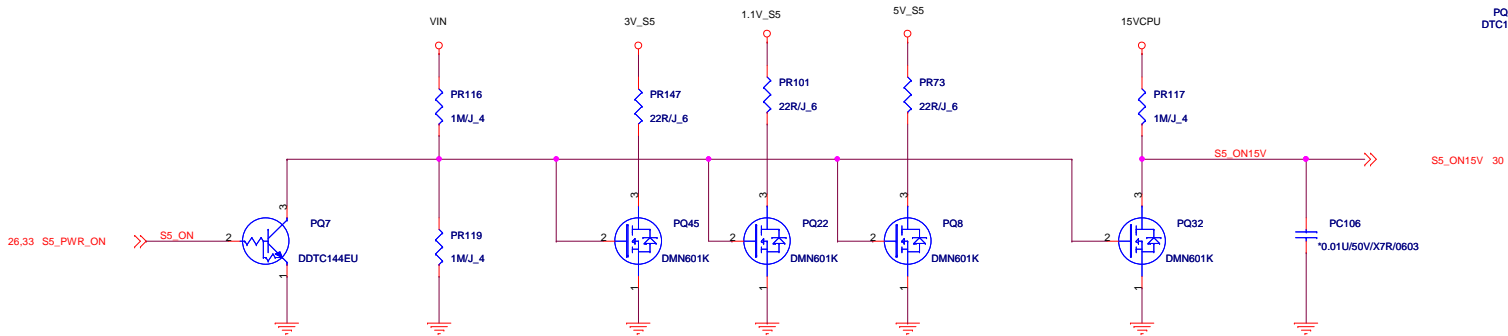 VIN
3V_S5
1.1V_S5
5V_S5
15VCPU
PQ
DTC1
PR116
1M/J_4
PR147
22R/J_6
PR101
22R/J_6
PR73
22R/J_6
PR117
1M/J_4
S5_ON15V
S5_ON15V 30
26,33 S5_PWR_ON
S5_ON
2
3
1
PQ7
DDTC144EU
PR119
1M/J_4
2
3
1
PQ45
DMN601K
2
3
1
PQ22
DMN601K
2
3
1
PQ8
DMN601K
2
3
1
PQ32
DMN601K
PC106
*0.01U/50V/X7R/0603